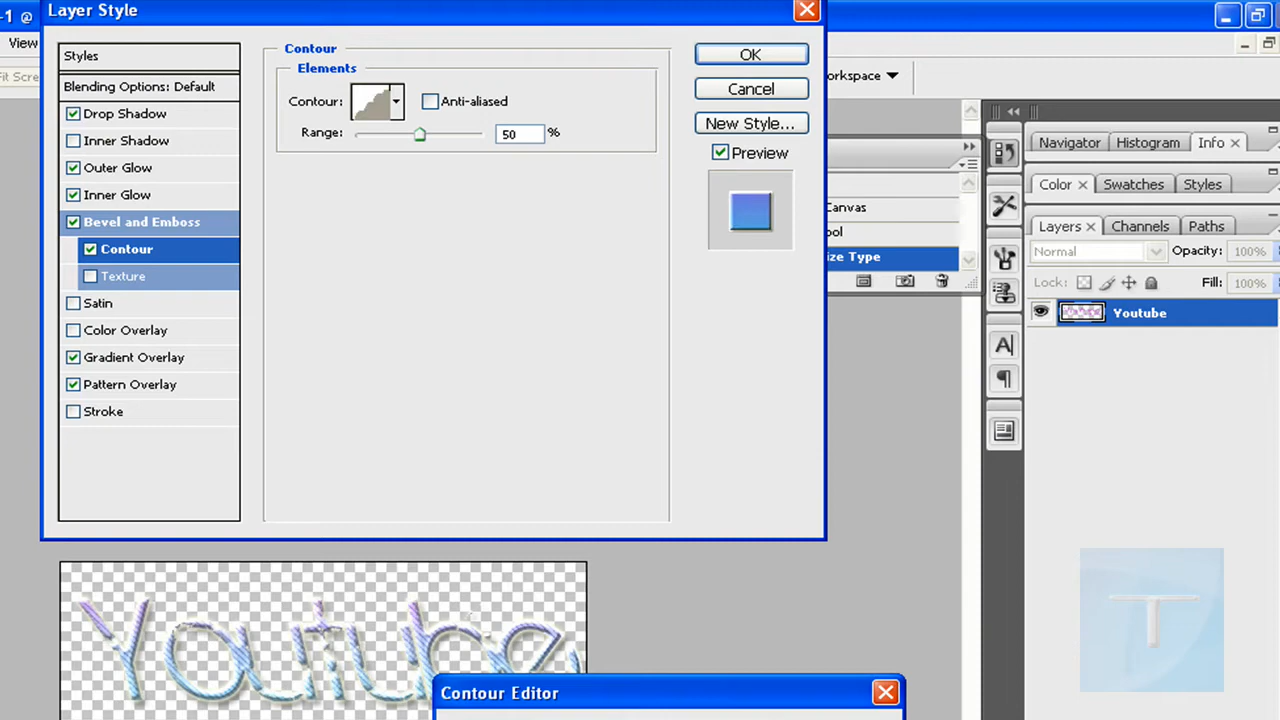 -1 @
Layer Style
View
Fit Scre
Styles
Blending Options: Default
Drop Shadow
Inner Shadow
Outer Glow
Inner Glow
Bevel and Emboss
Contour
Texture
Satin
Color Overlay
Gradient Overlay
Pattern Overlay
Stroke
Contour
Elements
Contour:
Anti-aliased
Range:
50
%
OK
Cancel
New Style...
Preview
orkspace
anvas
ool
ize Type
Navigator
Histogram
Info
Color
Swatches
Styles
Layers
Channels
Paths
Normal
Opacity:
100%
Lock:
Fill:
100%
Youtube
Youtube
Contour Editor
T